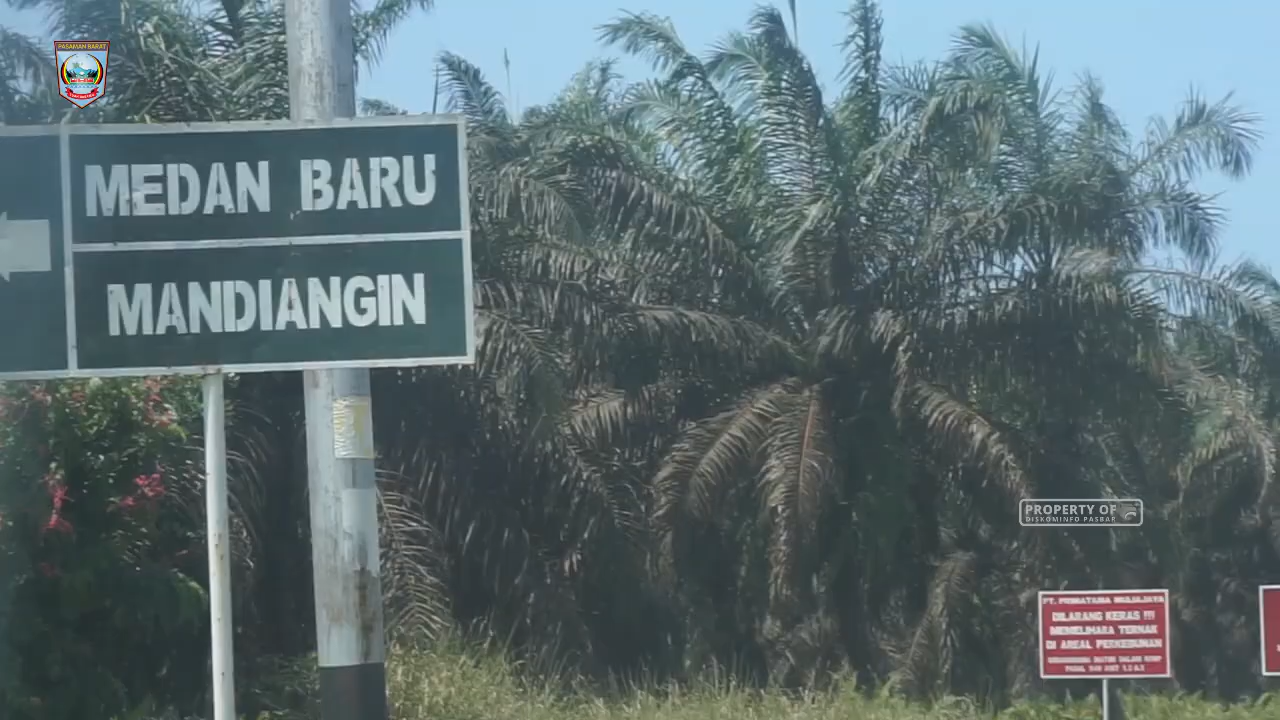 PASAMAN BARAT
MEDAN BARU
MANDIANGIN
PROPERTY OF
DISKOMINFO PASBAR
DILARANG KERAS !!!
MEMELIHARA TERNAK
DI AREAL PERKEBUNAN